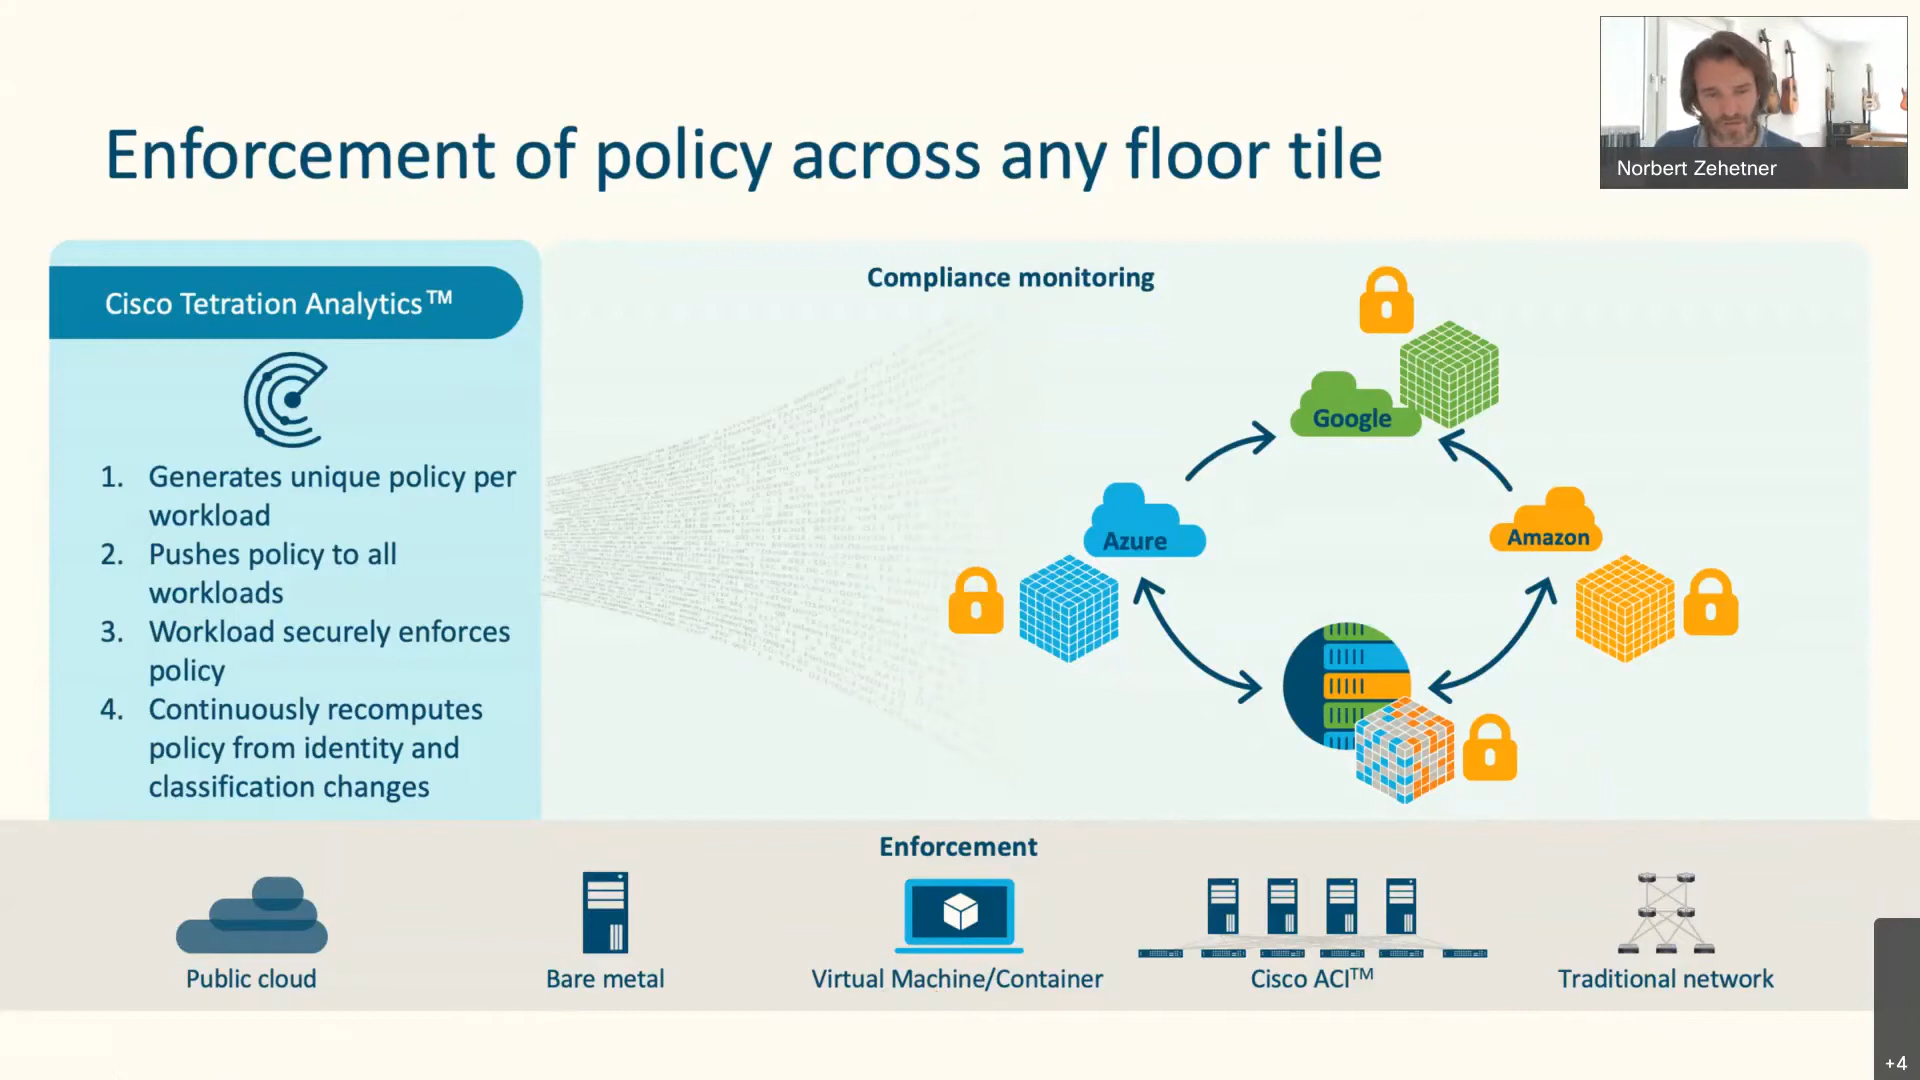 Enforcement of policy across any floor tile
Norbert Zehetner
Cisco Tetration Analytics™
1. Generates unique policy per
workload
2. Pushes policy to all
workloads
3. Workload securely enforces
policy
4. Continuously recomputes
policy from identity and
classification changes
Compliance monitoring
Google
Azure
Amazon
Enforcement
Public cloud
Bare metal
Virtual Machine/Container
Cisco ACI™
Traditional network
+4